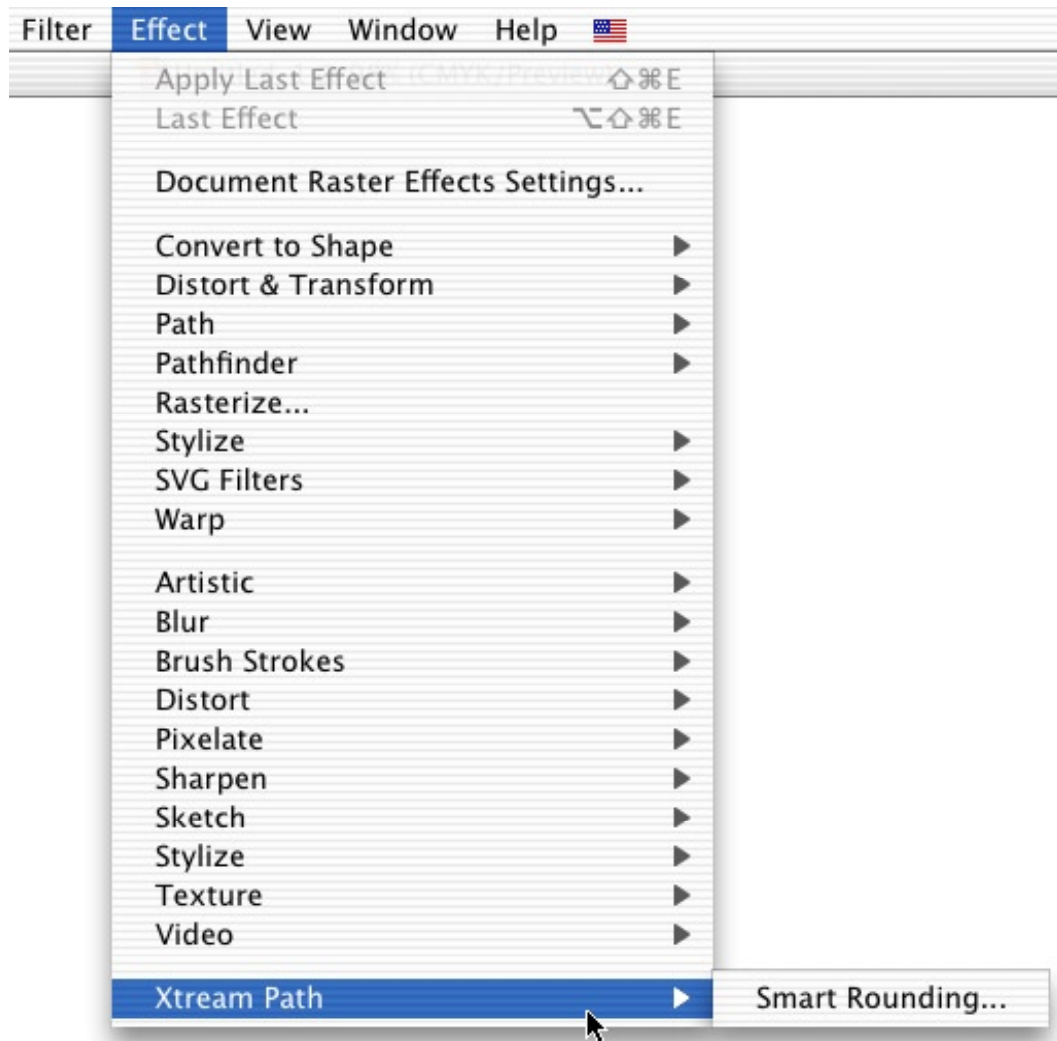 Filter Effect View Window Help
Apply Last Effect ⇧⌘E
Last Effect ⌥⇧⌘E
Document Raster Effects Settings...
Convert to Shape
Distort & Transform
Path
Pathfinder
Rasterize...
Stylize
SVG Filters
Warp
Artistic
Blur
Brush Strokes
Distort
Pixelate
Sharpen
Sketch
Stylize
Texture
Video
Xtream Path
Smart Rounding...